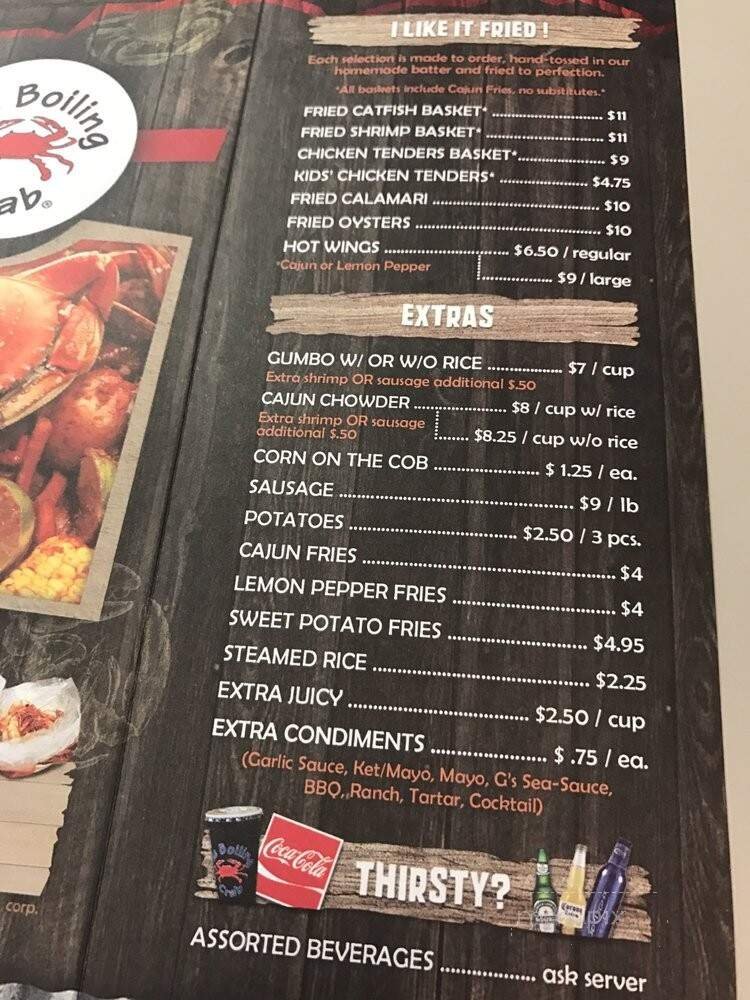 I LIKE IT FRIED !
Each selection is made to order, hand-tossed in our
homemade batter and fried to perfection.
*All baskets include Cajun Fries, no substitutes.*
FRIED CATFISH BASKET* ........ $11
FRIED SHRIMP BASKET* ........ $11
CHICKEN TENDERS BASKET* ........ $9
KIDS' CHICKEN TENDERS* ........ $4.75
FRIED CALAMARI ........ $10
FRIED OYSTERS ........ $10
HOT WINGS ........ $6.50 / regular
*Cajun or Lemon Pepper
........ $9 / large
EXTRAS
GUMBO W/ OR W/O RICE ........ $7 / cup
Extra shrimp OR sausage additional $.50
CAJUN CHOWDER ........ $8 / cup w/ rice
Extra shrimp OR sausage
additional $.50
........ $8.25 / cup w/o rice
CORN ON THE COB ........ $ 1.25 / ea.
SAUSAGE ........ $9 / lb
POTATOES ........ $2.50 / 3 pcs.
CAJUN FRIES ........ $4
LEMON PEPPER FRIES ........ $4
SWEET POTATO FRIES ........ $4.95
STEAMED RICE ........ $2.25
EXTRA JUICY ........ $2.50 / cup
EXTRA CONDIMENTS ........ $ .75 / ea.
(Garlic Sauce, Ket/Mayo, Mayo, G's Sea-Sauce,
BBQ, Ranch, Tartar, Cocktail)
THIRSTY?
ASSORTED BEVERAGES ........ ask server
Boiling
ab®
corp.
Boiling
Crab
Coca-Cola
Corona